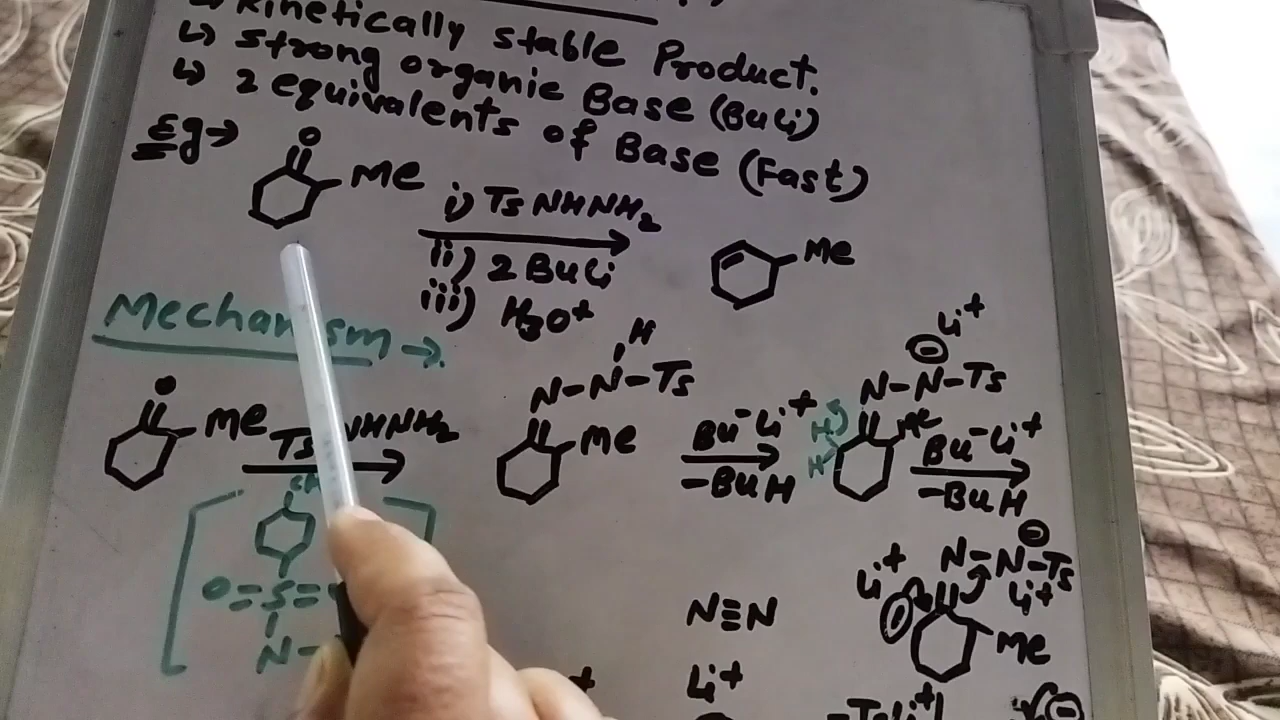 Kinetically stable Product.
↳ strong organic Base (BuLi)
↳ 2 equivalents of Base (Fast)
Eg→
O
Me
i) Ts NHNH2
ii) 2 BuLi
iii) H3O+
Me
Mechanism →
O
Me
NHNH2
H
N-N-Ts
Me
Bu⁻Li+
-BuH
Li+
⊖
N-N-Ts
H
H
Me
Bu⁻Li+
-BuH
O=S=
N-
N≡N
Li+
Li+
⊖
N-N-Ts
Li+
Me